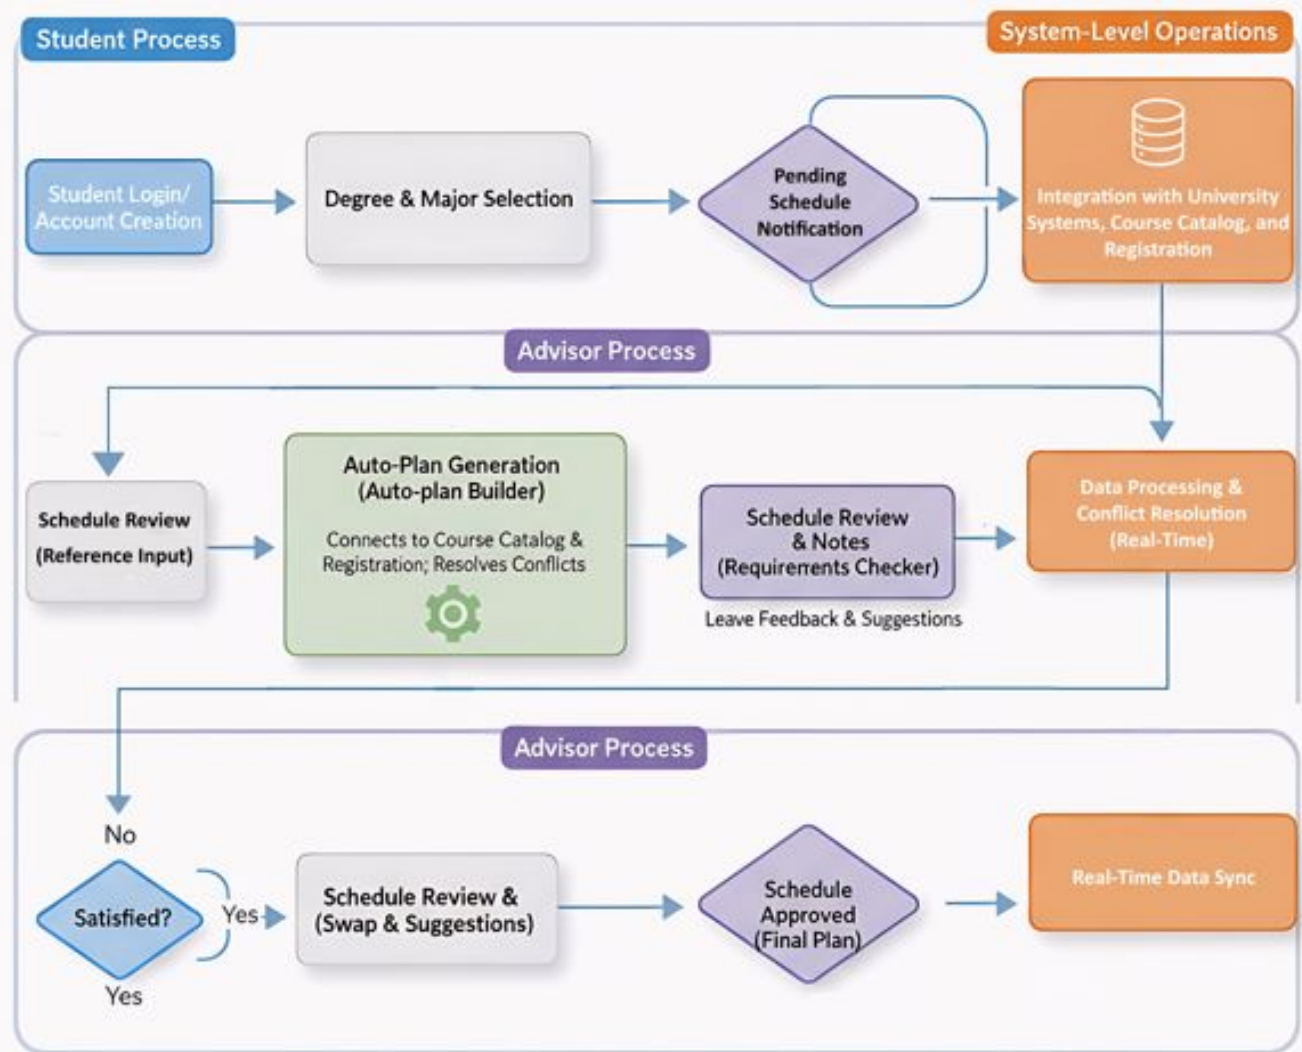 Student Process
System-Level Operations
Student Login/
Account Creation
Degree & Major Selection
Pending
Schedule
Notification
Integration with University
Systems, Course Catalog, and
Registration
Advisor Process
Schedule Review
(Reference Input)
Auto-Plan Generation
(Auto-plan Builder)
Connects to Course Catalog &
Registration; Resolves Conflicts
Schedule Review
& Notes
(Requirements Checker)
Leave Feedback & Suggestions
Data Processing &
Conflict Resolution
(Real-Time)
Advisor Process
No
Satisfied?
Yes
Yes
Schedule Review &
(Swap & Suggestions)
Schedule
Approved
(Final Plan)
Real-Time Data Sync